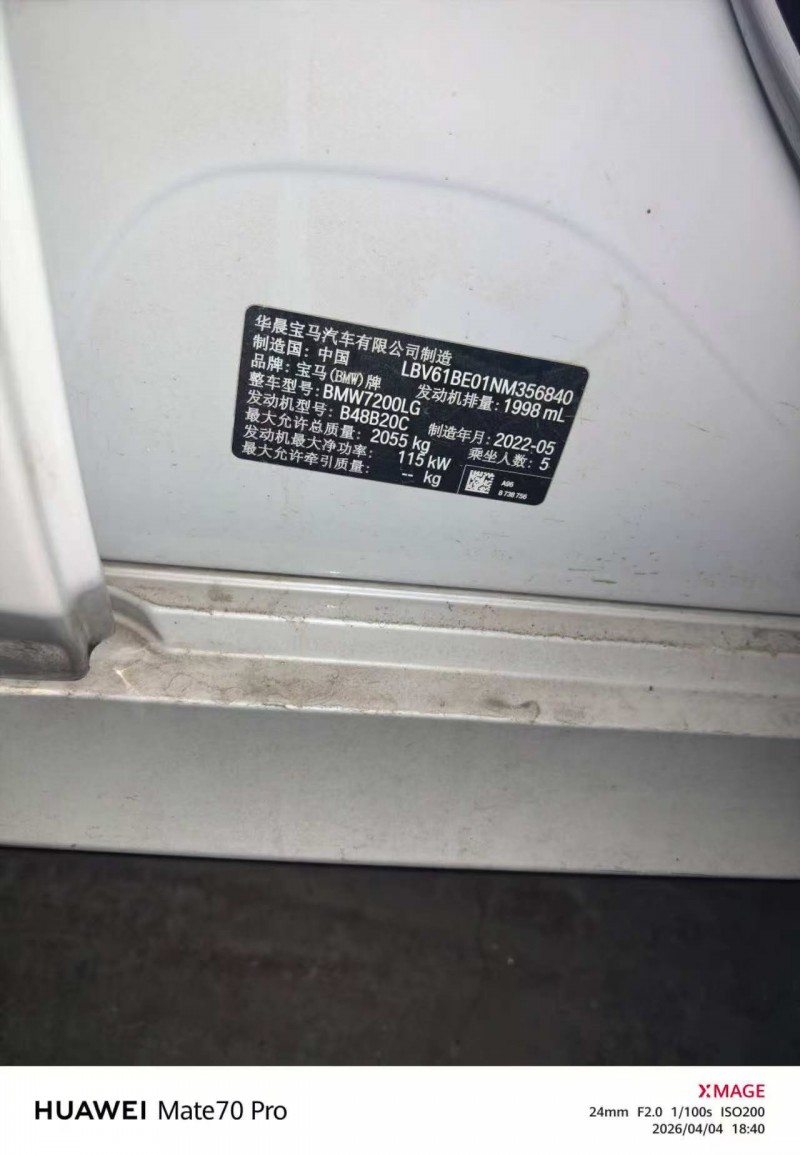 华晨宝马汽车有限公司制造
制造国：中国 LBV61BE01NM356840
品牌：宝马(BMW)牌 发动机排量：1998 mL
整车型号：BMW7200LG
发动机型号：B48B20C 制造年月：2022-05
最大允许总质量：2055 kg 乘坐人数：5
发动机最大净功率：115 kW
最大允许牵引质量：-- kg
A96
B 738 756
HUAWEI Mate70 Pro
XMAGE
24mm F2.0 1/100s ISO200
2026/04/04 18:40